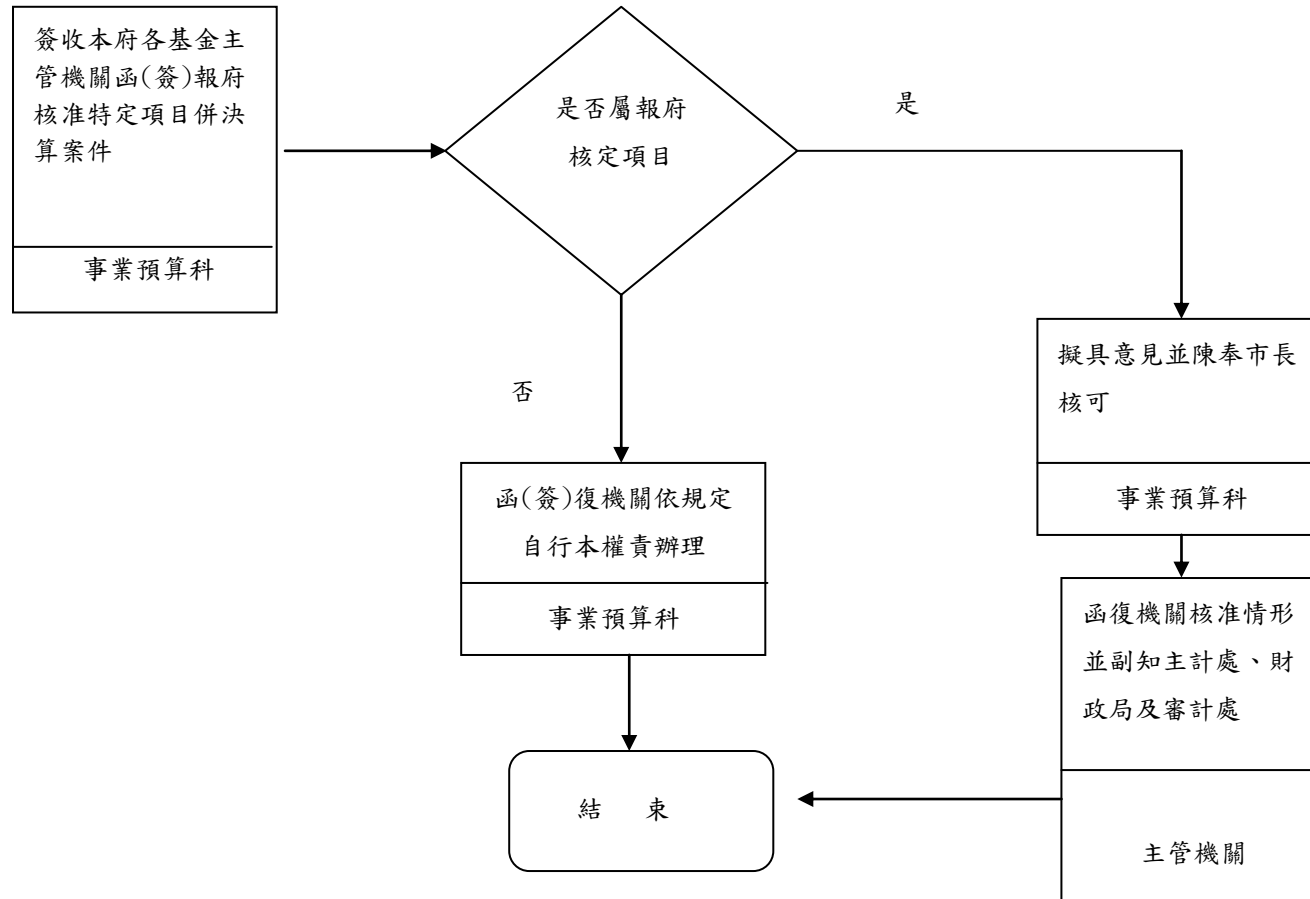 簽收本府各基金主
管機關函(簽)報府
核准特定項目併決
算案件
事業預算科
是否屬報府
核定項目
是
否
擬具意見並陳奉市長
核可
事業預算科
函(簽)復機關依規定
自行本權責辦理
事業預算科
函復機關核准情形
並副知主計處、財
政局及審計處
主管機關
結 束